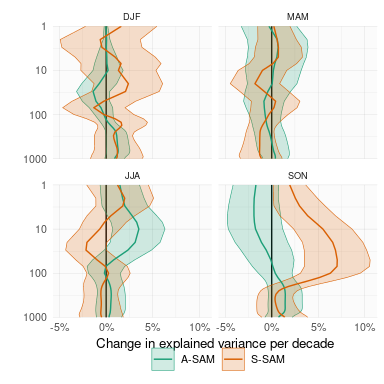 DJF
MAM
1
10
100
1000
JJA
SON
1
10
100
1000
-5% 0% 5% 10% -5% 0% 5% 10%
Change in explained variance per decade
A-SAM S-SAM